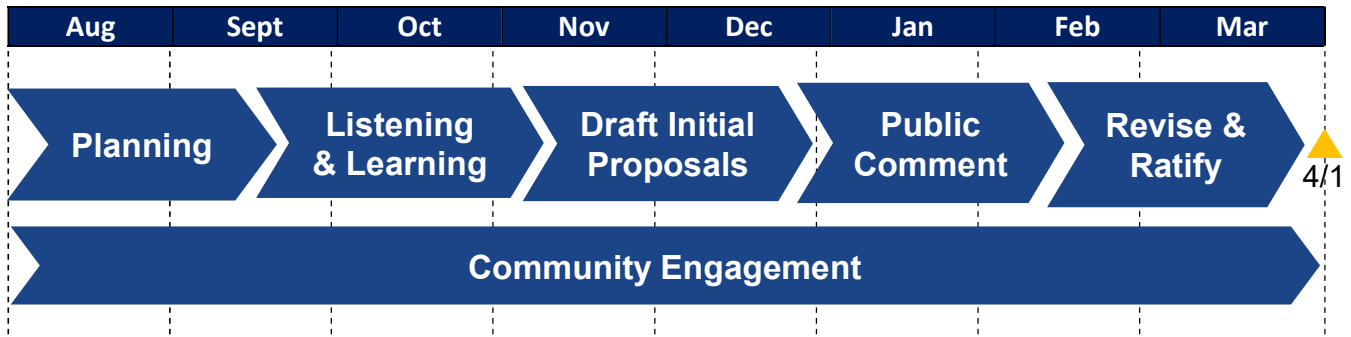 Aug Sept Oct Nov Dec Jan Feb Mar
Planning
Listening
& Learning
Draft Initial
Proposals
Public
Comment
Revise &
Ratify
4/1
Community Engagement